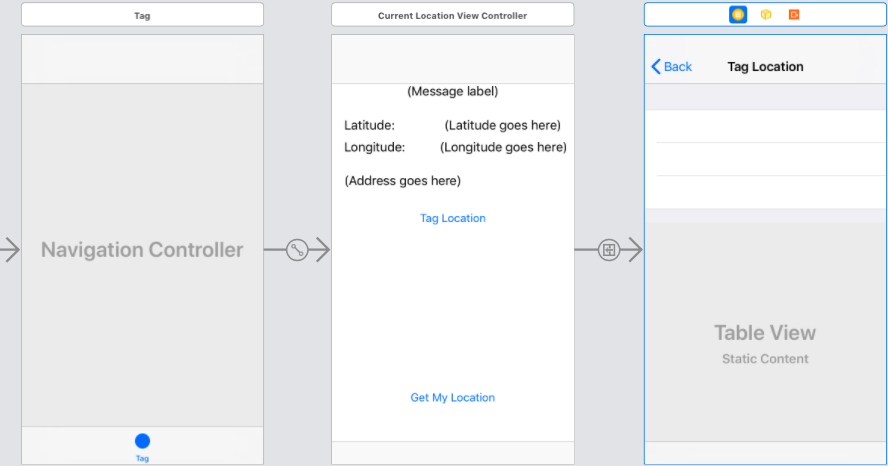 Tag
Current Location View Controller
Navigation Controller
Tag
(Message label)
Latitude: (Latitude goes here)
Longitude: (Longitude goes here)
(Address goes here)
Tag Location
Get My Location
Back Tag Location
Table View
Static Content